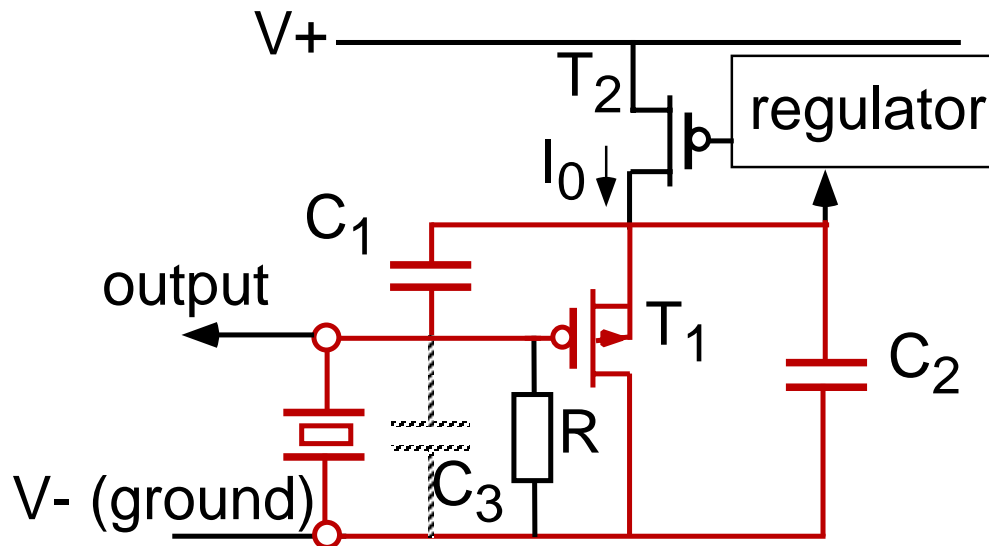 V+
T2
regulator
I0
C1
output
T1
C2
R
C3
V- (ground)